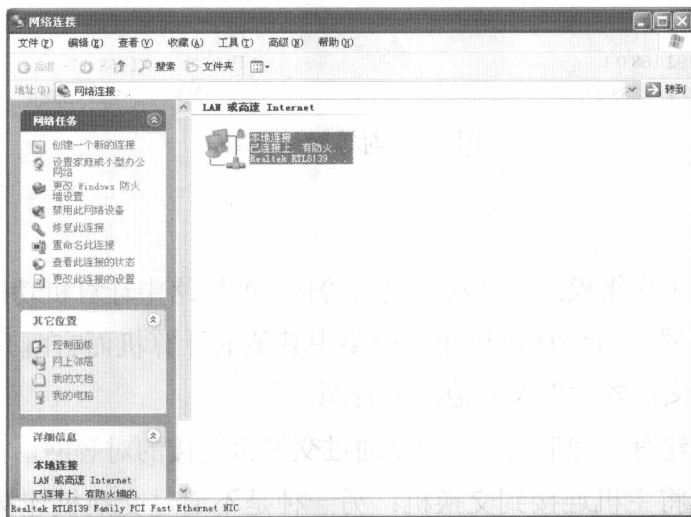 网络连接
文件(F) 编辑(E) 查看(V) 收藏(A) 工具(T) 高级(N) 帮助(H)
后退 搜索 文件夹
地址(D) 网络连接 转到
网络任务
创建一个新的连接
设置家庭或小型办公
网络
更改 Windows 防火
墙设置
禁用此网络设备
修复此连接
重命名此连接
查看此连接的状态
更改此连接的设置
其它位置
控制面板
网上邻居
我的文档
我的电脑
详细信息
本地连接
LAN 或高速 Internet
已连接上, 有防火墙的
LAN 或高速 Internet
本地连接
已连接上, 有防火...
Realtek RTL8139 ...
Realtek RTL8139 Family PCI Fast Ethernet NIC